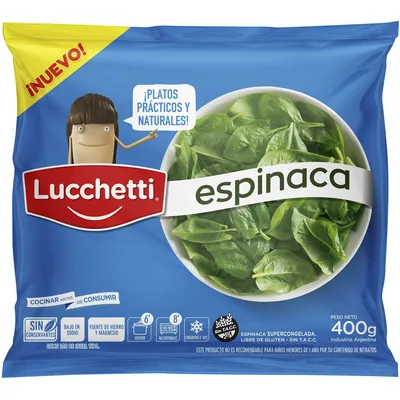 ¡NUEVO!
¡PLATOS
PRÁCTICOS Y
NATURALES!
Lucchetti
espinaca
COCINAR ANTES DE CONSUMIR
SIN
CONSERVANTES
BAJO EN
SODIO
FUENTE DE HIERRO
Y MAGNESIO
6'
8'
MICROONDAS
Sin T.A.C.C.
ESPINACA SUPERCONGELADA.
LIBRE DE GLUTEN - SIN T.A.C.C.
PESO NETO
400g
Industria Argentina
ESTE PRODUCTO NO ES RECOMENDABLE PARA NIÑOS MENORES DE 1 AÑO POR SU CONTENIDO DE NITRATOS